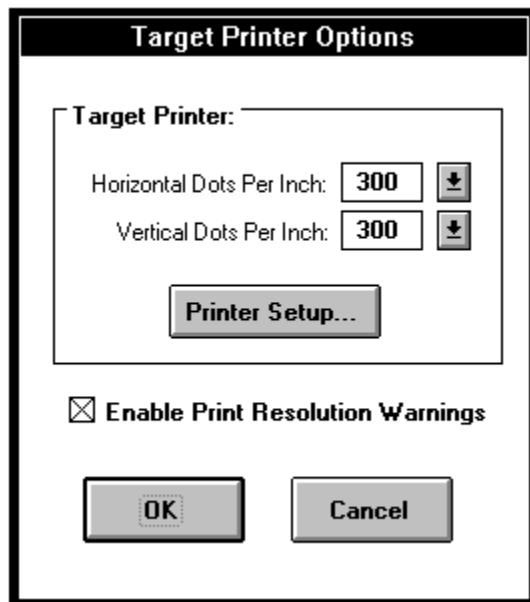 Target Printer Options
Target Printer:
Horizontal Dots Per Inch: 300
Vertical Dots Per Inch: 300
Printer Setup...
Enable Print Resolution Warnings
OK Cancel